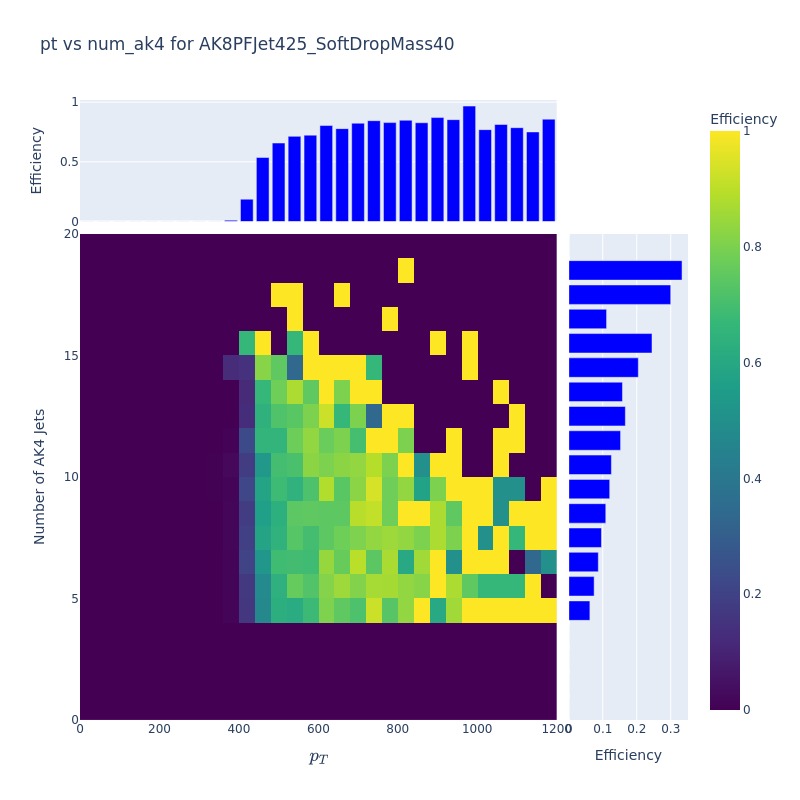 pt vs num_ak4 for AK8PFJet425_SoftDropMass40
Efficiency
1
0.5
0
Efficiency
1
0.8
0.6
0.4
0.2
0
Number of AK4 Jets
20
15
10
5
0
0 200 400 600 800 1000 1200
p_T
0 0.1 0.2 0.3
Efficiency